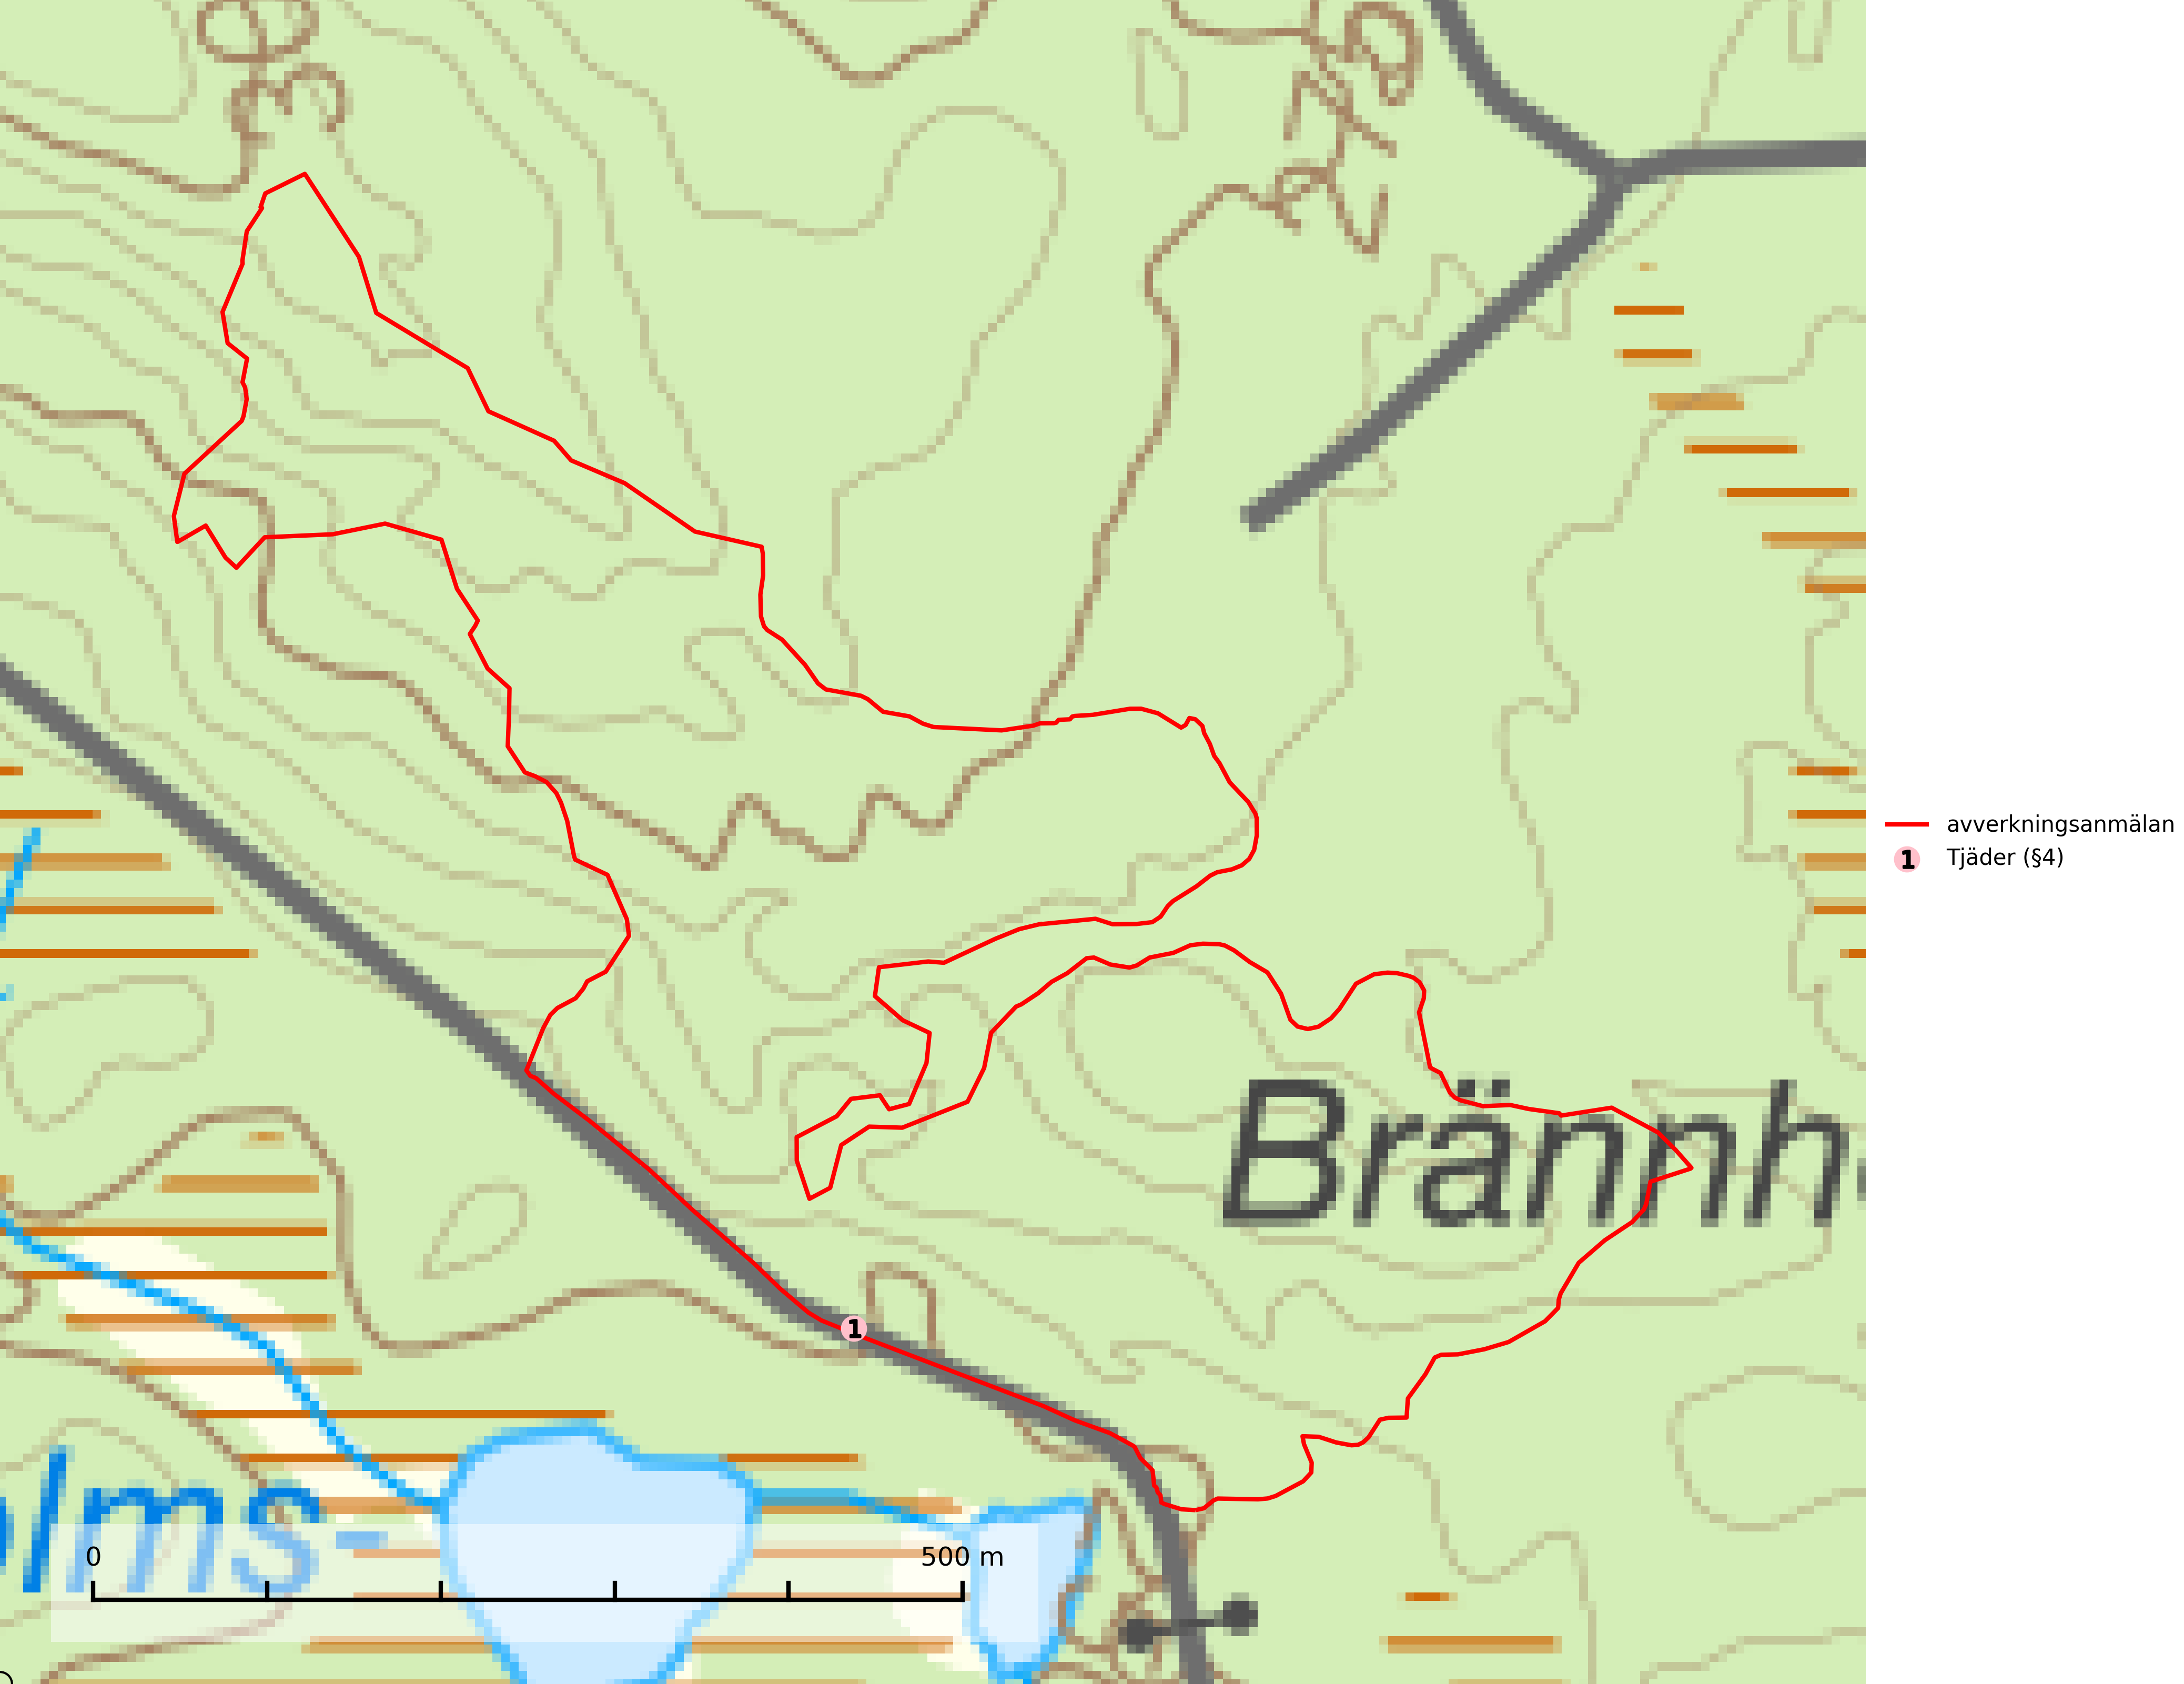 Brännh
avverkningsanmälan
1 Tjäder (§4)
1
lms-
0 500 m